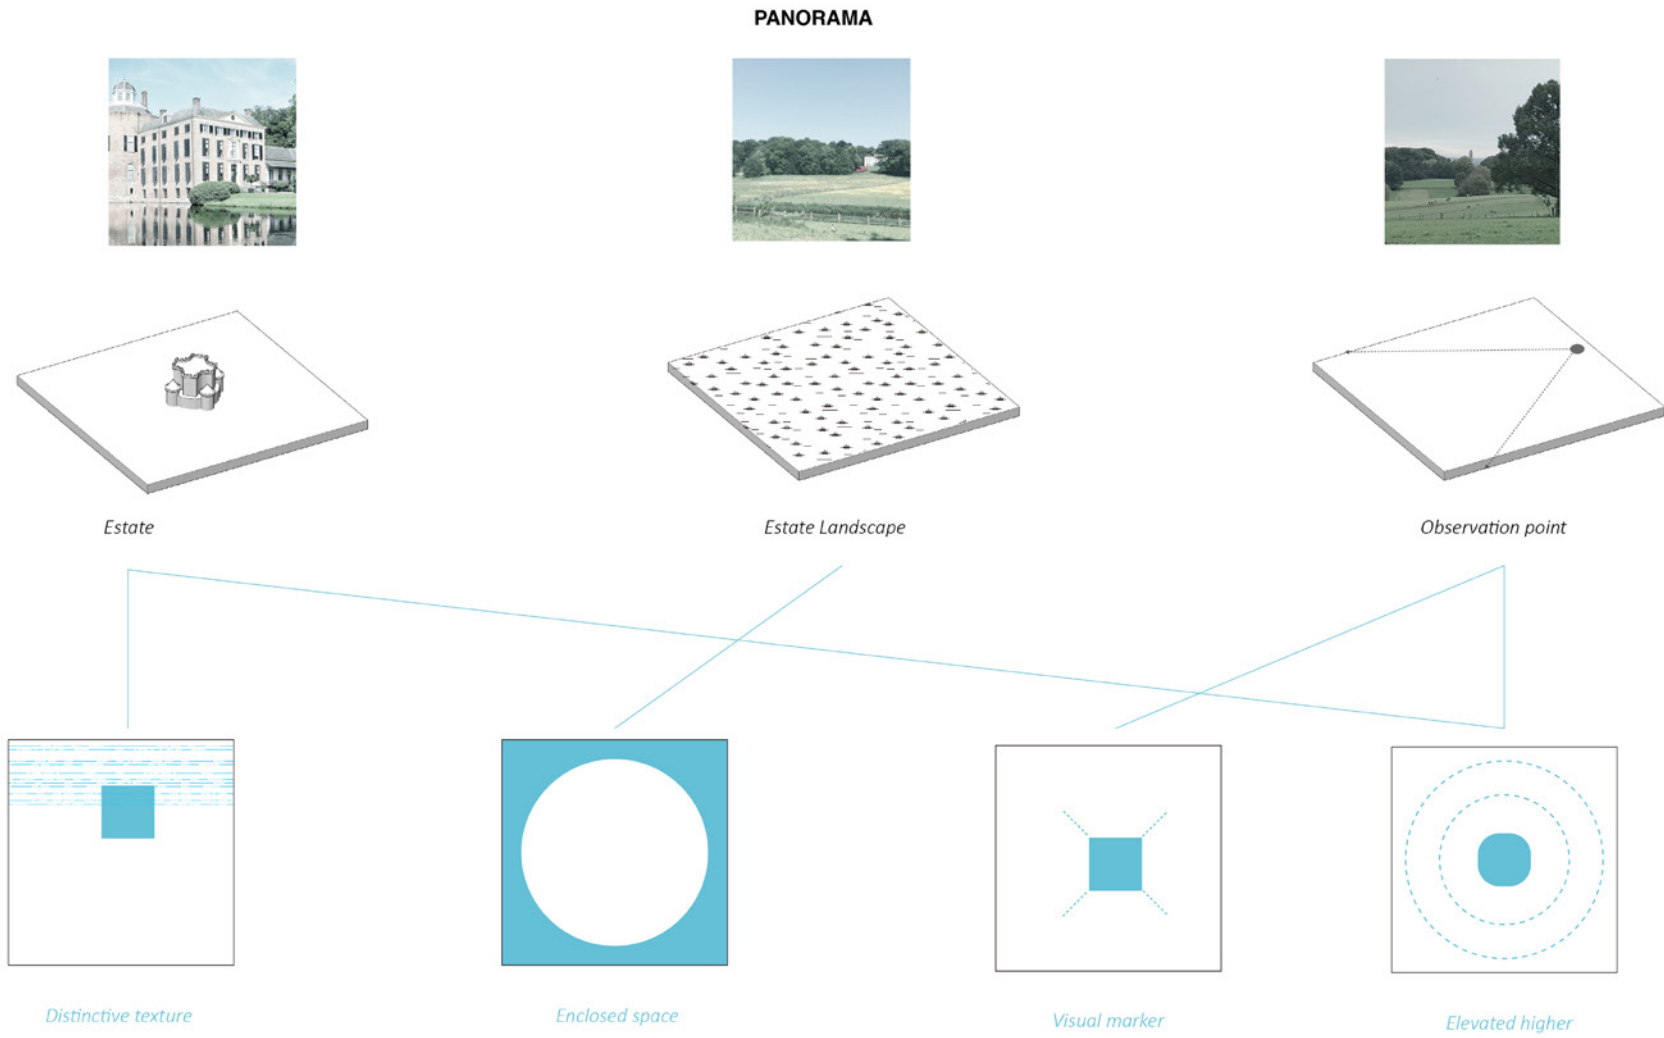 PANORAMA
Estate
Estate Landscape
Observation point
Distinctive texture
Enclosed space
Visual marker
Elevated higher